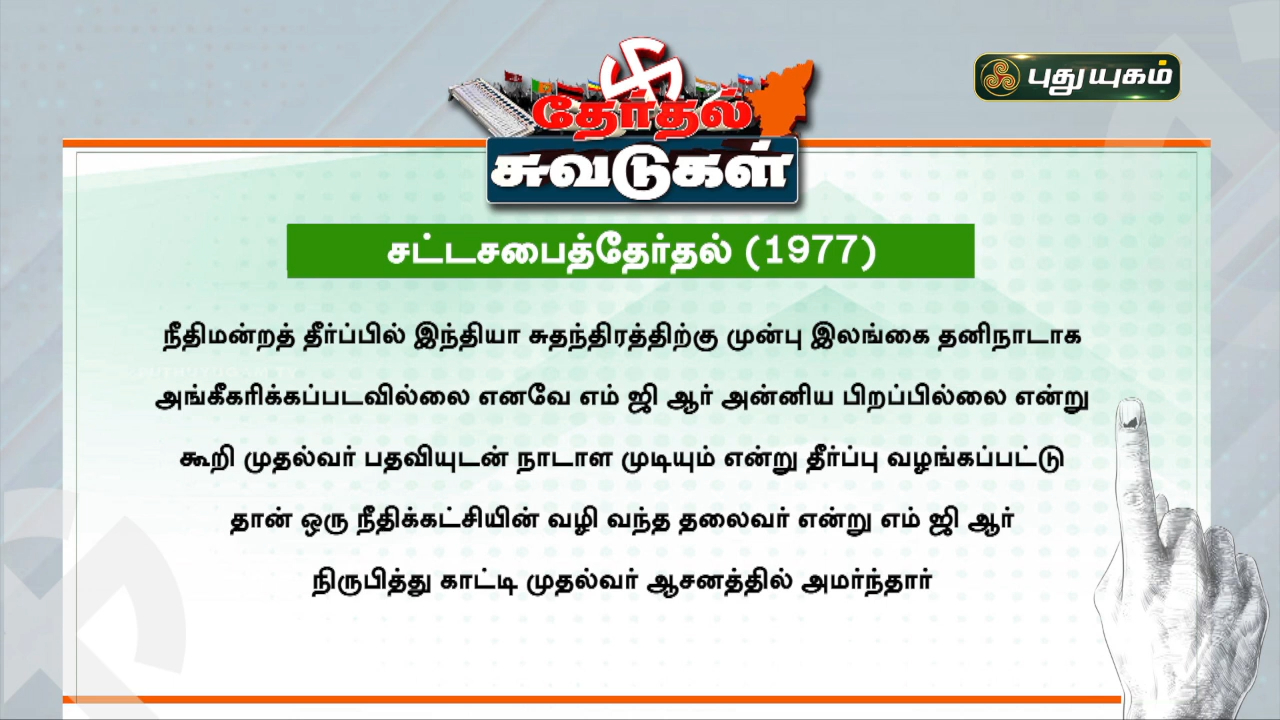 புதுயுகம்
தேர்தல்
சுவடுகள்
சட்டசபைத்தேர்தல் (1977)
நீதிமன்றத் தீர்ப்பில் இந்தியா சுதந்திரத்திற்கு முன்பு இலங்கை தனிநாடாக
அங்கீகரிக்கப்படவில்லை எனவே எம் ஜி ஆர் அன்னிய பிறப்பில்லை என்று
கூறி முதல்வர் பதவியுடன் நாடாள முடியும் என்று தீர்ப்பு வழங்கப்பட்டு
தான் ஒரு நீதிக்கட்சியின் வழி வந்த தலைவர் என்று எம் ஜி ஆர்
நிருபித்து காட்டி முதல்வர் ஆசனத்தில் அமர்ந்தார்